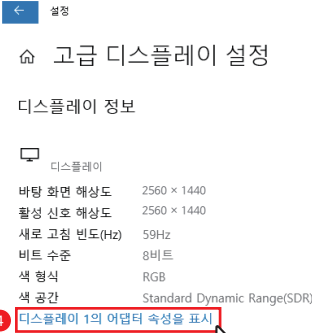 설정
고급 디스플레이 설정
디스플레이 정보
디스플레이
바탕 화면 해상도 2560 × 1440
활성 신호 해상도 2560 × 1440
새로 고침 빈도(Hz) 59Hz
비트 수준 8비트
색 형식 RGB
색 공간 Standard Dynamic Range(SDR)
4 디스플레이 1의 어댑터 속성을 표시